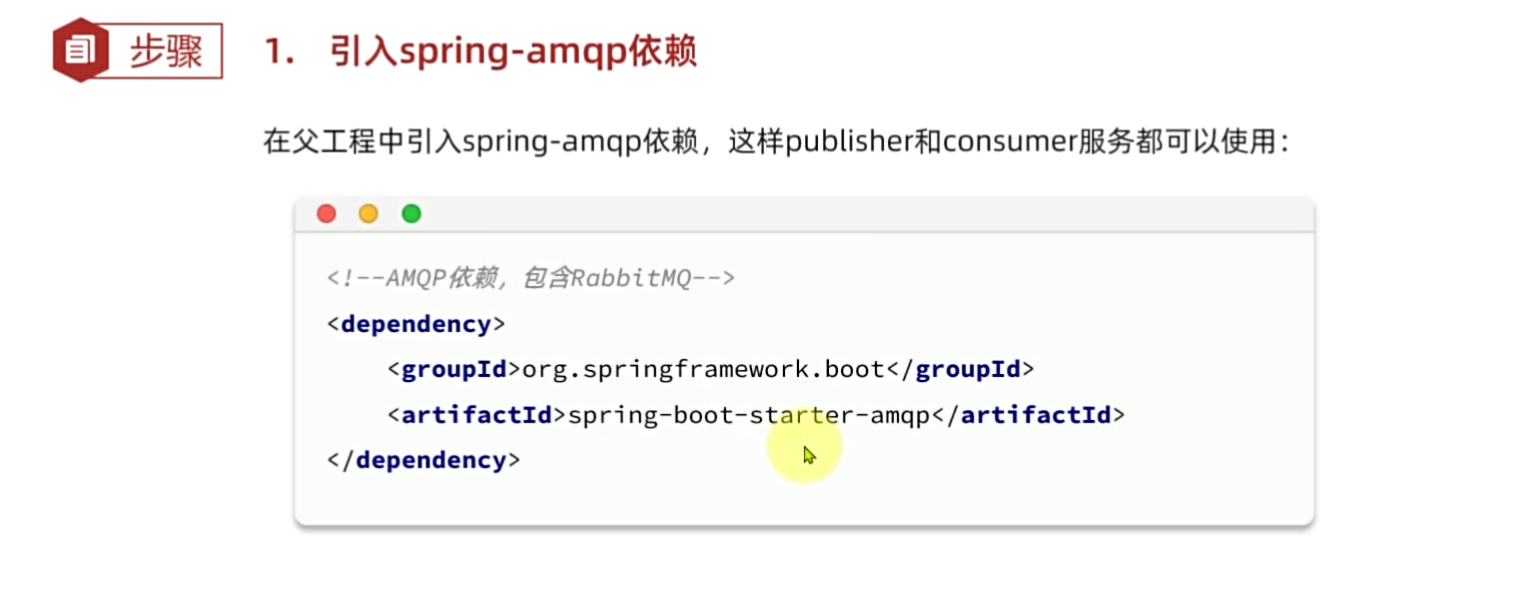 步骤 1. 引入spring-amqp依赖
在父工程中引入spring-amqp依赖，这样publisher和consumer服务都可以使用：
<!--AMQP依赖，包含RabbitMQ-->
<dependency>
    <groupId>org.springframework.boot</groupId>
    <artifactId>spring-boot-starter-amqp</artifactId>
</dependency>